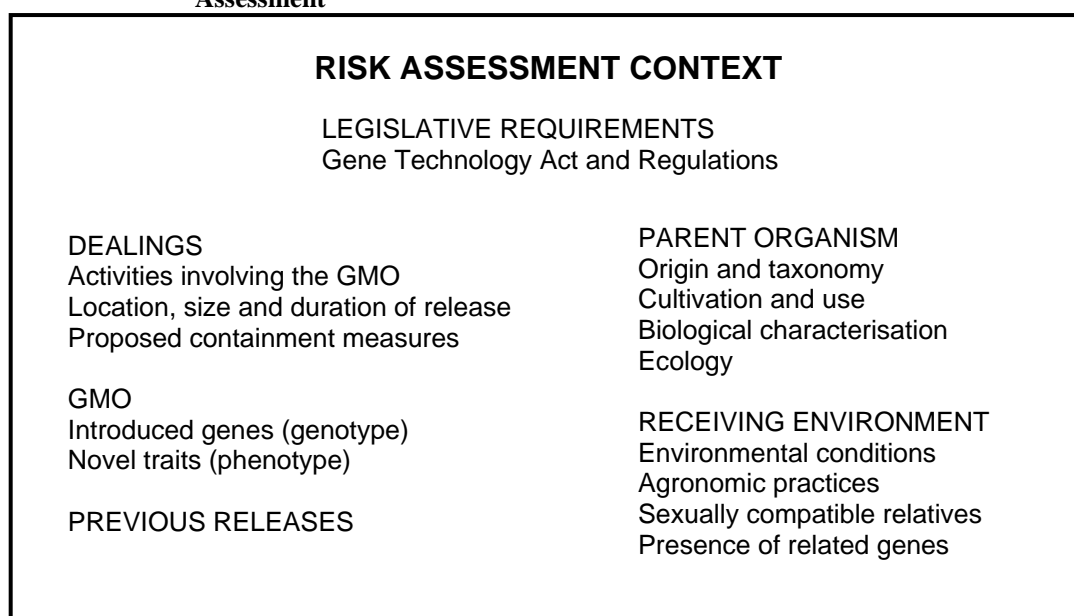 Assessment
RISK ASSESSMENT CONTEXT
LEGISLATIVE REQUIREMENTS
Gene Technology Act and Regulations
DEALINGS
Activities involving the GMO
Location, size and duration of release
Proposed containment measures
GMO
Introduced genes (genotype)
Novel traits (phenotype)
PREVIOUS RELEASES
PARENT ORGANISM
Origin and taxonomy
Cultivation and use
Biological characterisation
Ecology
RECEIVING ENVIRONMENT
Environmental conditions
Agronomic practices
Sexually compatible relatives
Presence of related genes